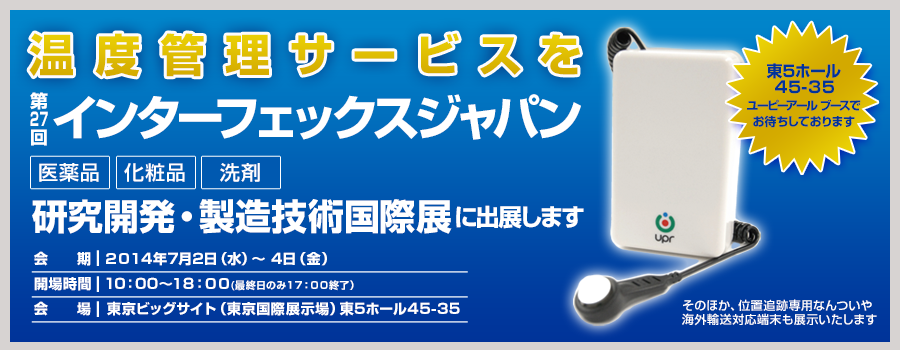 温度管理サービスを
第27回 インターフェックスジャパン
医薬品 化粧品 洗剤
研究開発・製造技術国際展に出展します
会　期｜2014年7月2日(水)～ 4日(金)
開場時間｜10：00～18：00(最終日のみ17：00終了)
会　場｜東京ビッグサイト(東京国際展示場)東5ホール45-35
upr
東5ホール
45-35
ユーピーアール ブースで
お待ちしております
そのほか、位置追跡専用なんついや
海外輸送対応端末も展示いたします